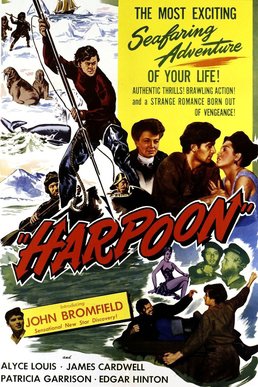 THE MOST EXCITING
Seafaring
Adventure
OF YOUR LIFE!
AUTHENTIC THRILLS! BRAWLING ACTION!
and a STRANGE ROMANCE BORN OUT
OF VENGEANCE!
"HARPOON"
Introducing
JOHN BROMFIELD
Sensational New Star Discovery!
and
ALYCE LOUIS · JAMES CARDWELL
PATRICIA GARRISON · EDGAR HINTON